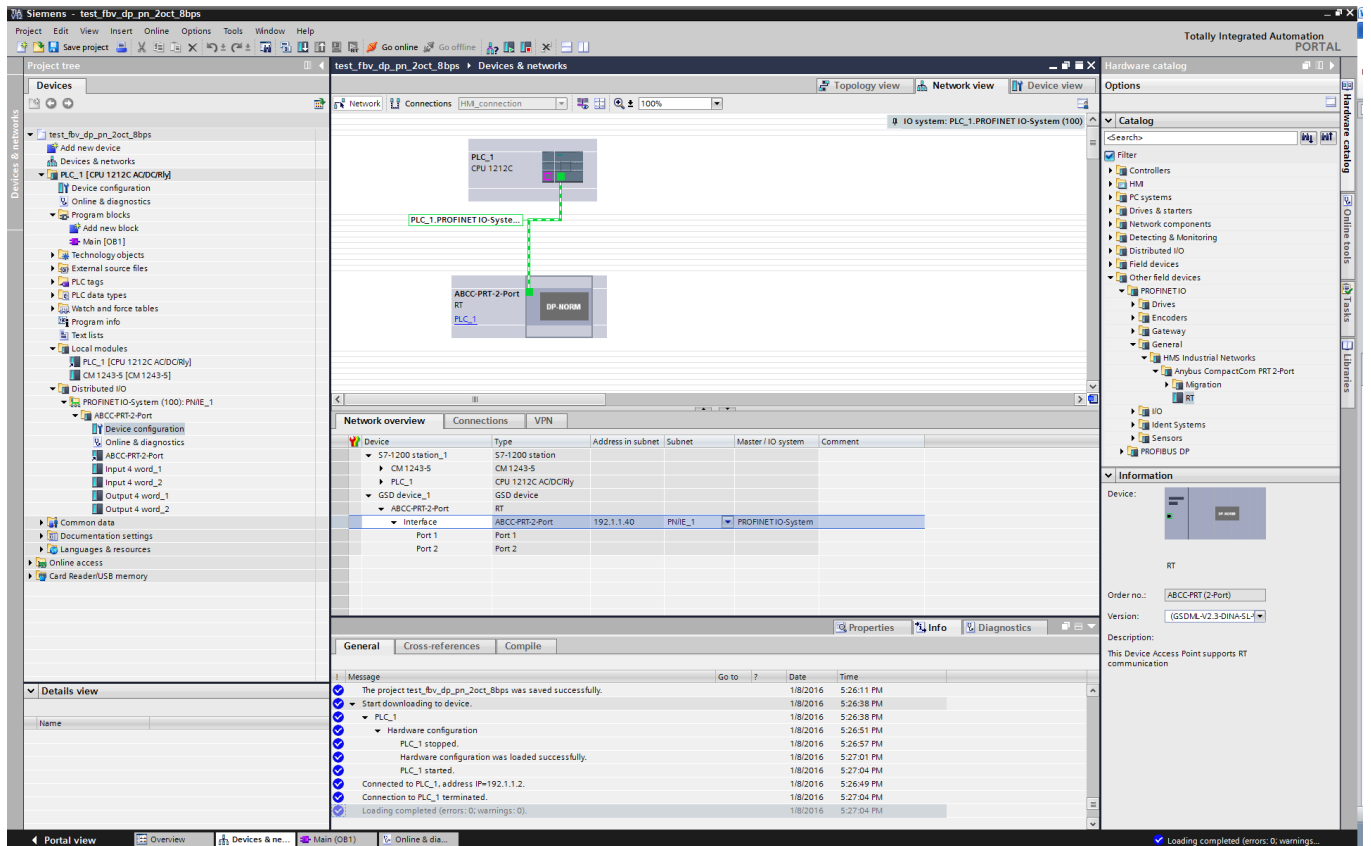 Siemens - test_fbv_dp_pn_2oct_8bps
Project Edit View Insert Online Options Tools Window Help
Save project Go online Go offline
Totally Integrated Automation
PORTAL
Project tree
Devices
Devices & networks
test_fbv_dp_pn_2oct_8bps
Add new device
Devices & networks
PLC_1 [CPU 1212C AC/DC/Rly]
Device configuration
Online & diagnostics
Program blocks
Add new block
Main [OB1]
Technology objects
External source files
PLC tags
PLC data types
Watch and force tables
Program info
Text lists
Local modules
PLC_1 [CPU 1212C AC/DC/Rly]
CM 1243-5 [CM 1243-5]
Distributed I/O
PROFINET IO-System (100): PN/IE_1
ABCC-PRT-2-Port
Device configuration
Online & diagnostics
ABCC-PRT-2-Port
Input 4 word_1
Input 4 word_2
Output 4 word_1
Output 4 word_2
Common data
Documentation settings
Languages & resources
Online access
Card Reader/USB memory
Details view
Name
test_fbv_dp_pn_2oct_8bps Devices & networks
Topology view Network view Device view
Network Connections HMI_connection 100%
IO system: PLC_1.PROFINET IO-System (100)
PLC_1
CPU 1212C
PLC_1.PROFINET IO-Syste...
ABCC-PRT-2-Port
RT
PLC_1
DP-NORM
Network overview Connections VPN
Device Type Address in subnet Subnet Master / IO system Comment
S7-1200 station_1 S7-1200 station
CM 1243-5 CM 1243-5
PLC_1 CPU 1212C AC/DC/Rly
GSD device_1 GSD device
ABCC-PRT-2-Port RT
Interface ABCC-PRT-2-Port 192.1.1.40 PN/IE_1 PROFINET IO-System
Port 1 Port 1
Port 2 Port 2
Properties Info Diagnostics
General Cross-references Compile
! Message Go to ? Date Time
The project test_fbv_dp_pn_2oct_8bps was saved successfully. 1/8/2016 5:26:11 PM
Start downloading to device. 1/8/2016 5:26:38 PM
PLC_1 1/8/2016 5:26:38 PM
Hardware configuration 1/8/2016 5:26:51 PM
PLC_1 stopped. 1/8/2016 5:26:57 PM
Hardware configuration was loaded successfully. 1/8/2016 5:27:01 PM
PLC_1 started. 1/8/2016 5:27:04 PM
Connected to PLC_1, address IP=192.1.1.2. 1/8/2016 5:26:49 PM
Connection to PLC_1 terminated. 1/8/2016 5:27:04 PM
Loading completed (errors: 0; warnings: 0). 1/8/2016 5:27:04 PM
Hardware catalog
Options
Catalog
<Search>
Filter
Controllers
HMI
PC systems
Drives & starters
Network components
Detecting & Monitoring
Distributed I/O
Field devices
Other field devices
PROFINET IO
Drives
Encoders
Gateway
General
HMS Industrial Networks
Anybus CompactCom PRT 2-Port
Migration
RT
I/O
Ident Systems
Sensors
PROFIBUS DP
Information
Device:
DP-NORM
RT
Order no.: ABCC-PRT (2-Port)
Version: (GSDML-V2.3-DINA-SL-
Description:
This Device Access Point supports RT
communication
Hardware catalog
Online tools
Tasks
Libraries
Portal view Overview Devices & ne... Main (OB1) Online & dia...
Loading completed (errors: 0; warnings...